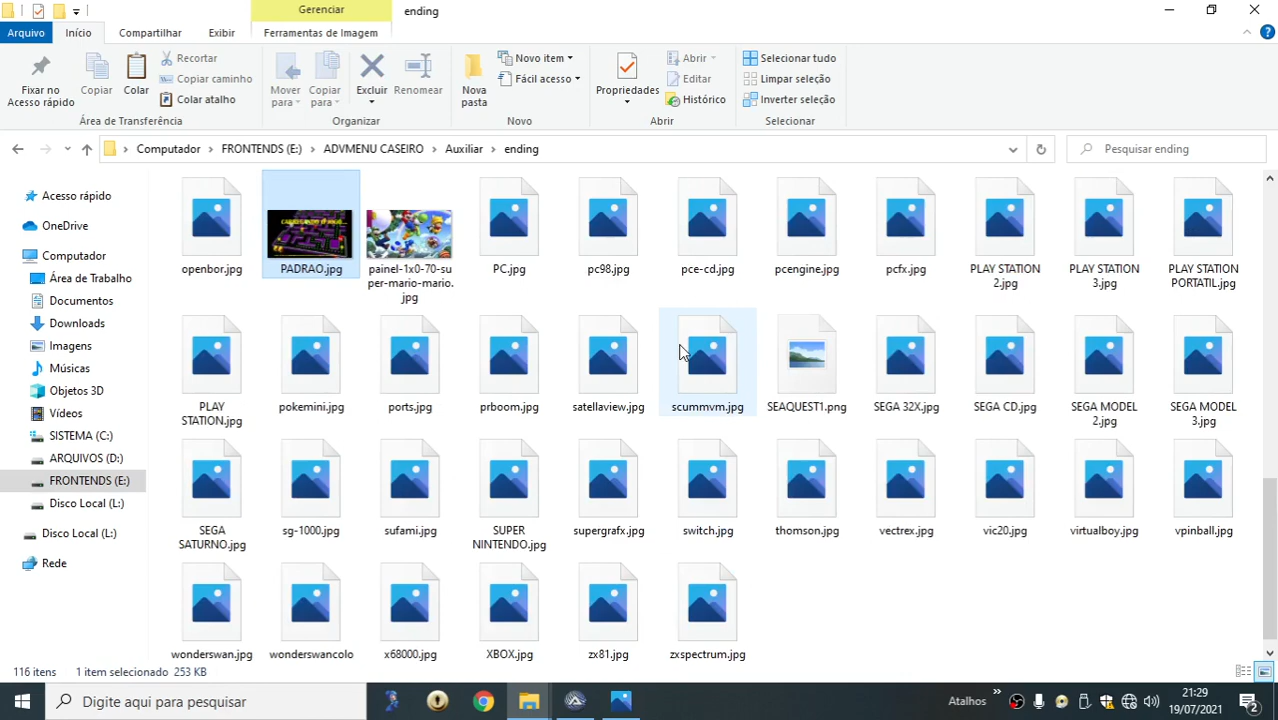 Gerenciar
ending
Arquivo
Início
Compartilhar
Exibir
Ferramentas de Imagem
Fixar no
Acesso rápido
Copiar
Colar
Recortar
Copiar caminho
Colar atalho
Mover
para
Copiar
para
Excluir
Renomear
Nova
pasta
Novo item
Fácil acesso
Propriedades
Abrir
Editar
Histórico
Selecionar tudo
Limpar seleção
Inverter seleção
Área de Transferência
Organizar
Novo
Abrir
Selecionar
Computador
FRONTENDS (E:)
ADVMENU CASEIRO
Auxiliar
ending
Pesquisar ending
Acesso rápido
OneDrive
Computador
Área de Trabalho
Documentos
Downloads
Imagens
Músicas
Objetos 3D
Vídeos
SISTEMA (C:)
ARQUIVOS (D:)
FRONTENDS (E:)
Disco Local (L:)
Disco Local (L:)
Rede
openbor.jpg
PADRAO.jpg
painel-1x0-70-su
per-mario-mario.
jpg
PC.jpg
pc98.jpg
pce-cd.jpg
pcengine.jpg
pcfx.jpg
PLAY STATION
2.jpg
PLAY STATION
3.jpg
PLAY STATION
PORTATIL.jpg
PLAY
STATION.jpg
pokemini.jpg
ports.jpg
prboom.jpg
satellaview.jpg
scummvm.jpg
SEAQUEST1.png
SEGA 32X.jpg
SEGA CD.jpg
SEGA MODEL
2.jpg
SEGA MODEL
3.jpg
SEGA
SATURNO.jpg
sg-1000.jpg
sufami.jpg
SUPER
NINTENDO.jpg
supergrafx.jpg
switch.jpg
thomson.jpg
vectrex.jpg
vic20.jpg
virtualboy.jpg
vpinball.jpg
wonderswan.jpg
wonderswancolo
x68000.jpg
XBOX.jpg
zx81.jpg
zxspectrum.jpg
116 itens
1 item selecionado 253 KB
Digite aqui para pesquisar
Atalhos
21:29
19/07/2021
2